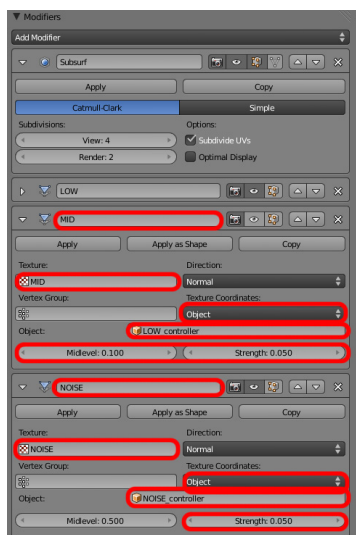 Modifiers
Add Modifier
Subsurf
Apply Copy
Catmull-Clark Simple
Subdivisions: Options:
View: 4 Subdivide UVs
Render: 2 Optimal Display
LOW
MID
Apply Apply as Shape Copy
Texture: Direction:
MID Normal
Vertex Group: Texture Coordinates:
Object
Object: LOW_controller
Midlevel: 0.100 Strength: 0.050
NOISE
Apply Apply as Shape Copy
Texture: Direction:
NOISE Normal
Vertex Group: Texture Coordinates:
Object
Object: NOISE_controller
Midlevel: 0.500 Strength: 0.050